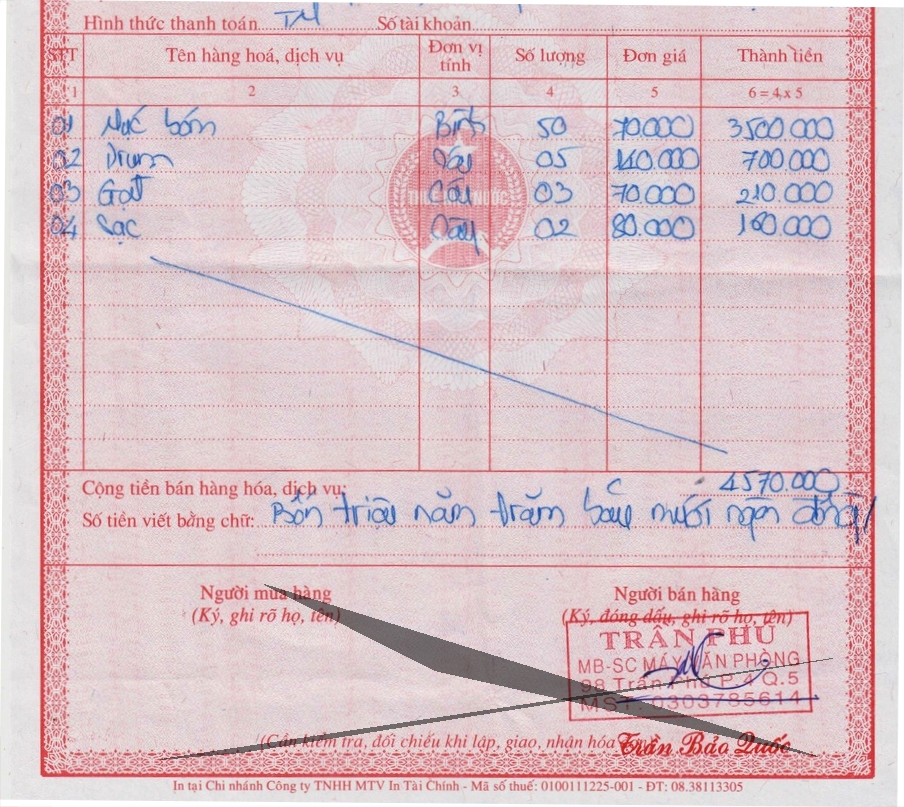 Hình thức thanh toán TM Số tài khoản
STT Tên hàng hoá, dịch vụ Đơn vị tính Số lượng Đơn giá Thành tiền
1 2 3 4 5 6 = 4 x 5
01 Mực bơm Bình 50 70.000 3500.000
02 Drum Cây 05 140.000 700.000
03 Gạt Cây 03 70.000 210.000
04 Sạc Cây 02 80.000 160.000
Cộng tiền bán hàng hóa, dịch vụ: 4570.000
Số tiền viết bằng chữ: Bốn triệu năm trăm bảy mươi ngàn đồng
Người mua hàng Người bán hàng
(Ký, ghi rõ họ, tên) (Ký, đóng dấu, ghi rõ họ, tên)
TRẦN PHÚ
MB-SC MÁY VĂN PHÒNG
98 Trần Phú P.4 Q.5
MST: 0303785614
(Cần kiểm tra, đối chiếu khi lập, giao, nhận hóa Trần Bảo Quốc
In tại Chi nhánh Công ty TNHH MTV In Tài Chính - Mã số thuế: 0100111225-001 - ĐT: 08.38113305